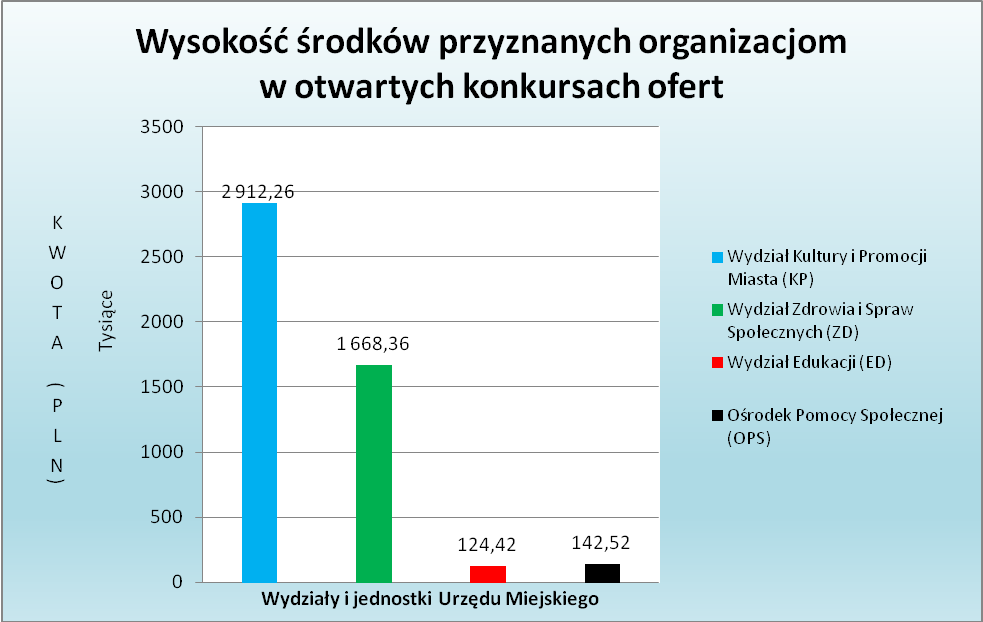 Wysokość środków przyznanych organizacjom
w otwartych konkursach ofert
KWOTA (PLN)
Tysiące
3500
3000
2500
2000
1500
1000
500
0
2 912,26
1 668,36
124,42
142,52
Wydziały i jednostki Urzędu Miejskiego
Wydział Kultury i Promocji
Miasta (KP)
Wydział Zdrowia i Spraw
Społecznych (ZD)
Wydział Edukacji (ED)
Ośrodek Pomocy Społecznej
(OPS)